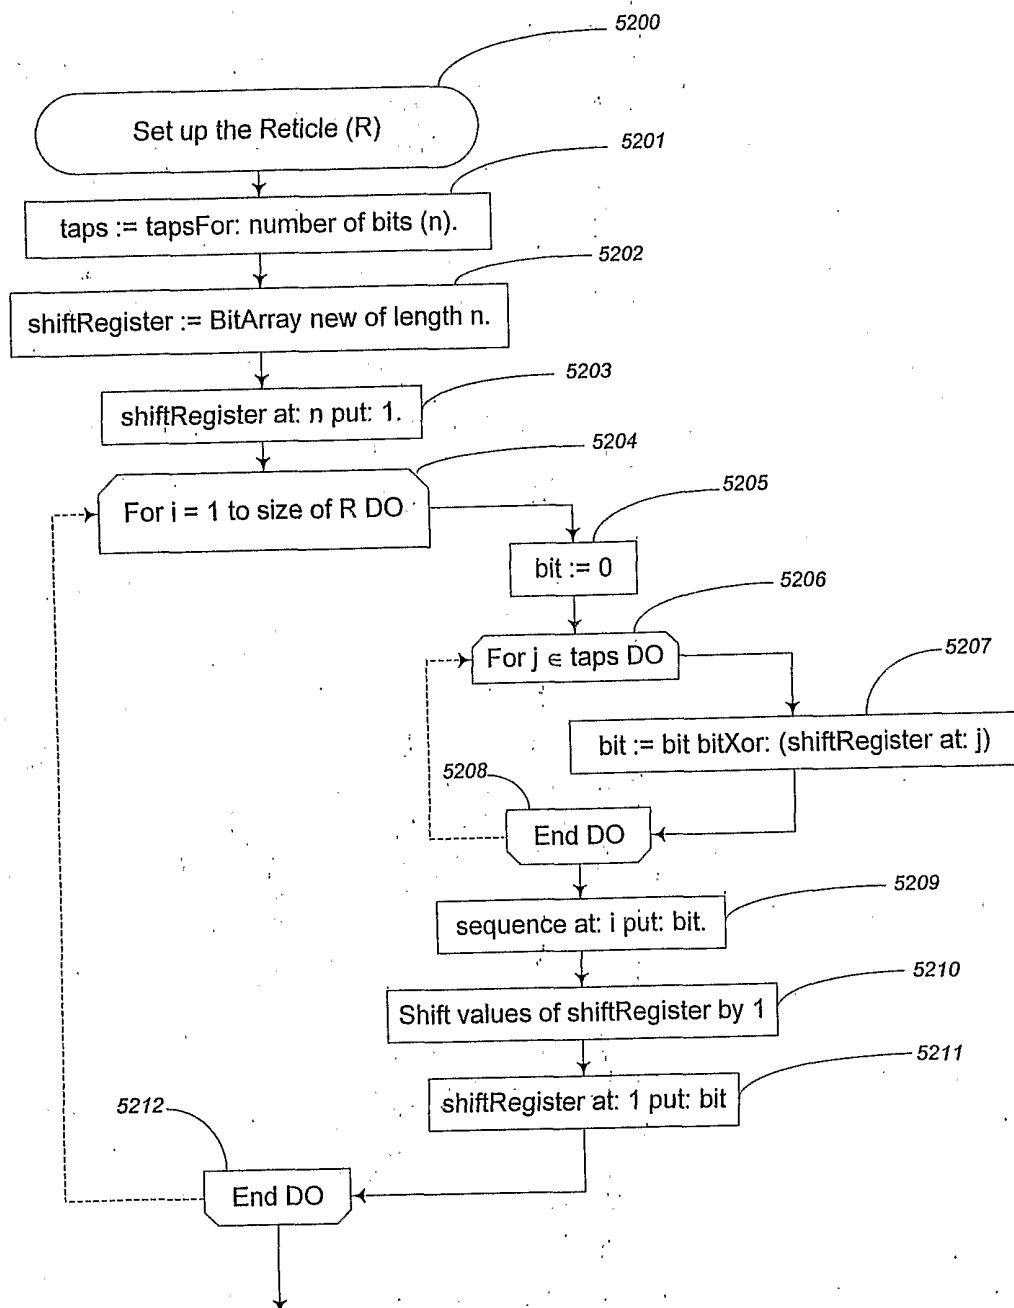 5200
Set up the Reticle (R)
5201
taps := tapsFor: number of bits (n).
5202
shiftRegister := BitArray new of length n.
5203
shiftRegister at: n put: 1.
5204
For i = 1 to size of R DO
5205
bit := 0
5206
For j ∈ taps DO
5207
bit := bit bitXor: (shiftRegister at: j)
5208
End DO
5209
sequence at: i put: bit.
5210
Shift values of shiftRegister by 1
5211
shiftRegister at: 1 put: bit
5212
End DO